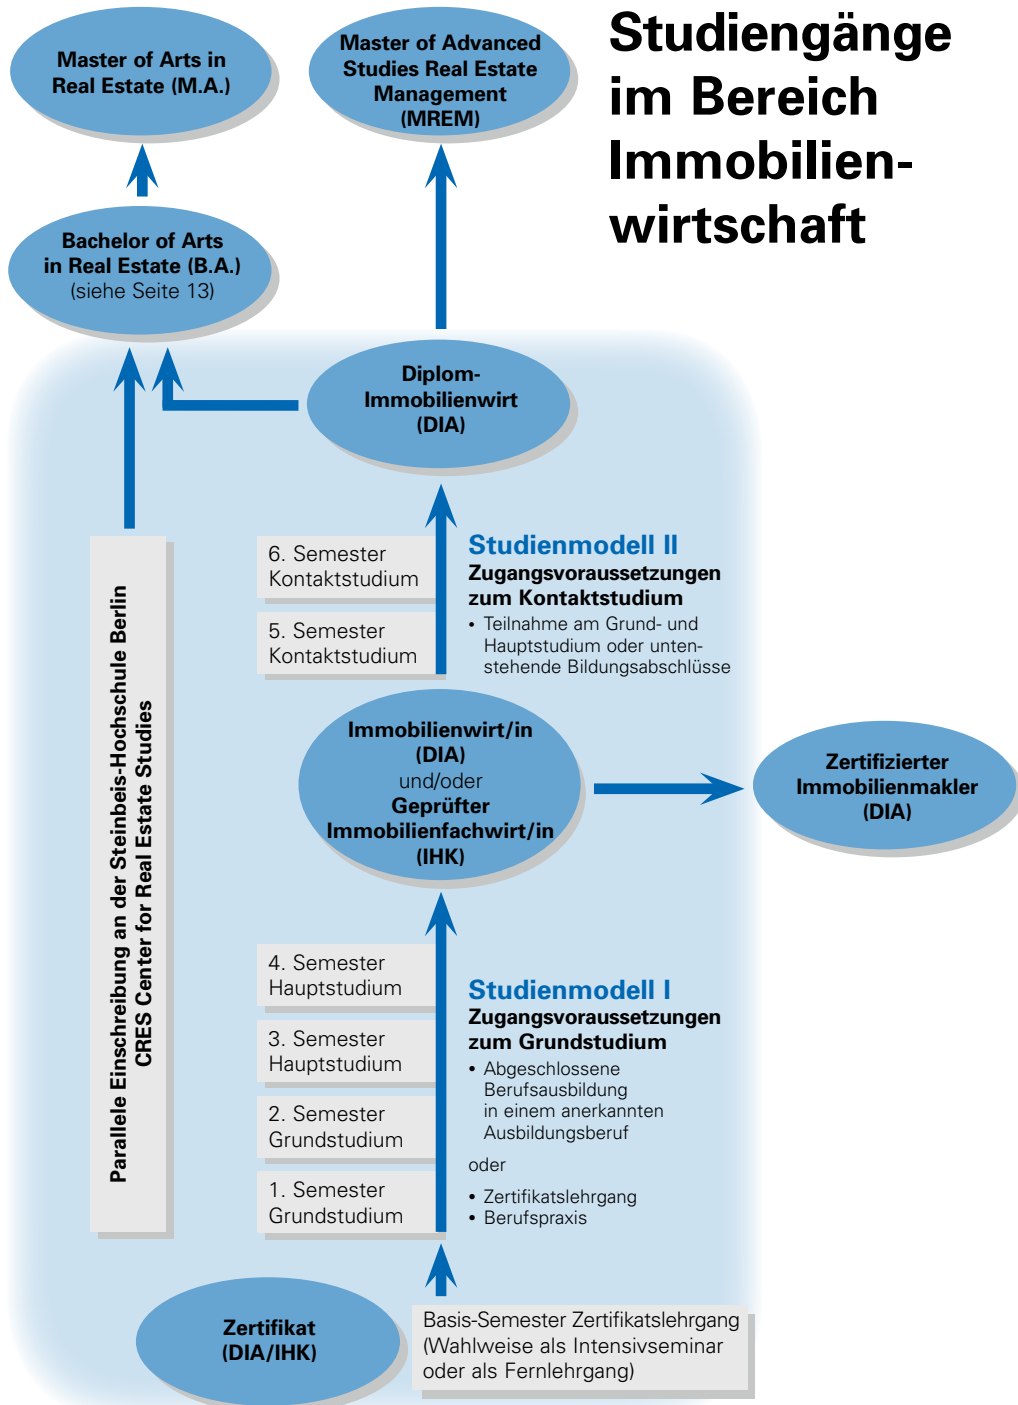 Studiengänge
im Bereich
Immobilien-
wirtschaft
Master of Arts in
Real Estate (M.A.)
Master of Advanced
Studies Real Estate
Management
(MREM)
Bachelor of Arts
in Real Estate (B.A.)
(siehe Seite 13)
Diplom-
Immobilienwirt
(DIA)
6. Semester
Kontaktstudium
5. Semester
Kontaktstudium
Studienmodell II
Zugangsvoraussetzungen
zum Kontaktstudium
• Teilnahme am Grund- und
Hauptstudium oder unten-
stehende Bildungsabschlüsse
Parallele Einschreibung an der Steinbeis-Hochschule Berlin
CRES Center for Real Estate Studies
Immobilienwirt/in
(DIA)
und/oder
Geprüfter
Immobilienfachwirt/in
(IHK)
Zertifizierter
Immobilienmakler
(DIA)
4. Semester
Hauptstudium
3. Semester
Hauptstudium
2. Semester
Grundstudium
1. Semester
Grundstudium
Studienmodell I
Zugangsvoraussetzungen
zum Grundstudium
• Abgeschlossene
Berufsausbildung
in einem anerkannten
Ausbildungsberuf
oder
• Zertifikatslehrgang
• Berufspraxis
Zertifikat
(DIA/IHK)
Basis-Semester Zertifikatslehrgang
(Wahlweise als Intensivseminar
oder als Fernlehrgang)